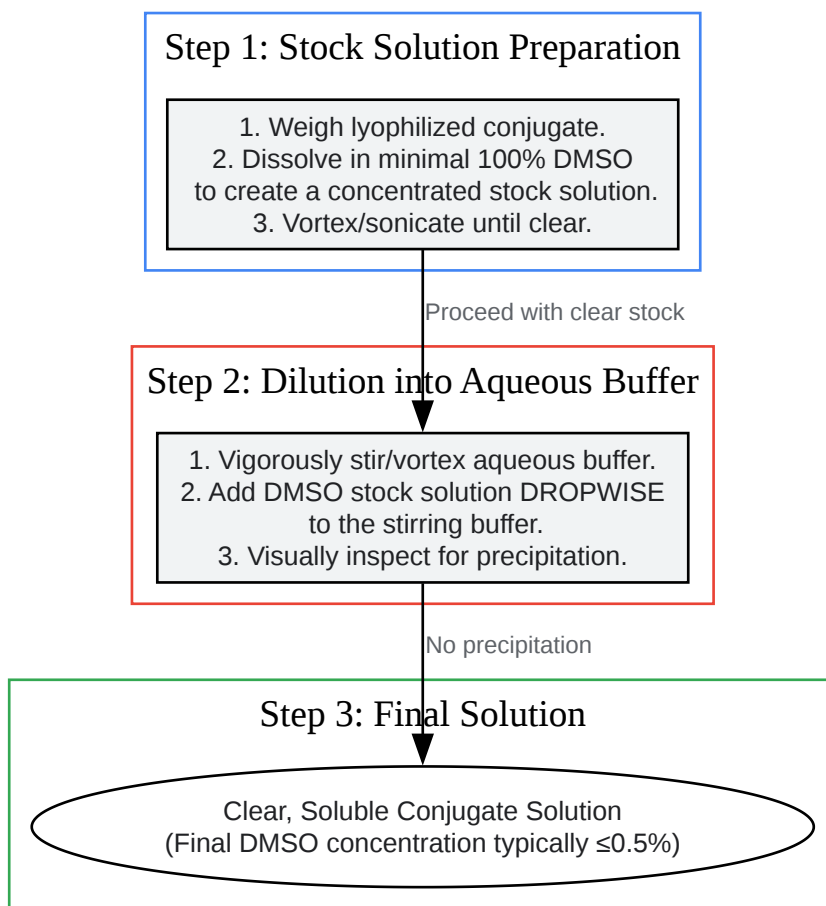 Step 1: Stock Solution Preparation
1. Weigh lyophilized conjugate.
2. Dissolve in minimal 100% DMSO
to create a concentrated stock solution.
3. Vortex/sonicate until clear.
Proceed with clear stock
Step 2: Dilution into Aqueous Buffer
1. Vigorously stir/vortex aqueous buffer.
2. Add DMSO stock solution DROPWISE
to the stirring buffer.
3. Visually inspect for precipitation.
No precipitation
Step 3: Final Solution
Clear, Soluble Conjugate Solution
(Final DMSO concentration typically ≤0.5%)